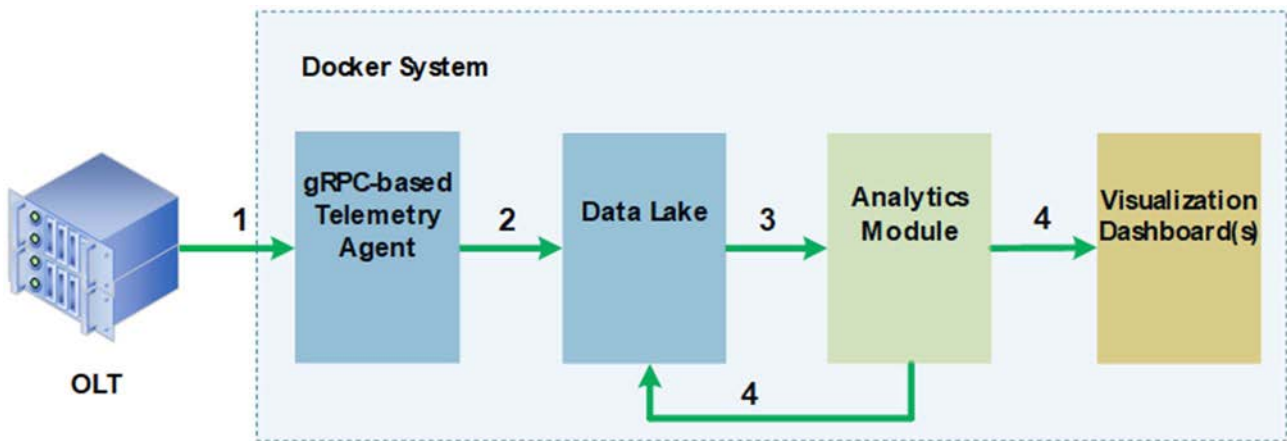 Docker System
gRPC-based
Telemetry
Agent
Data Lake
Analytics
Module
Visualization
Dashboard(s)
1
2
3
4
4
OLT